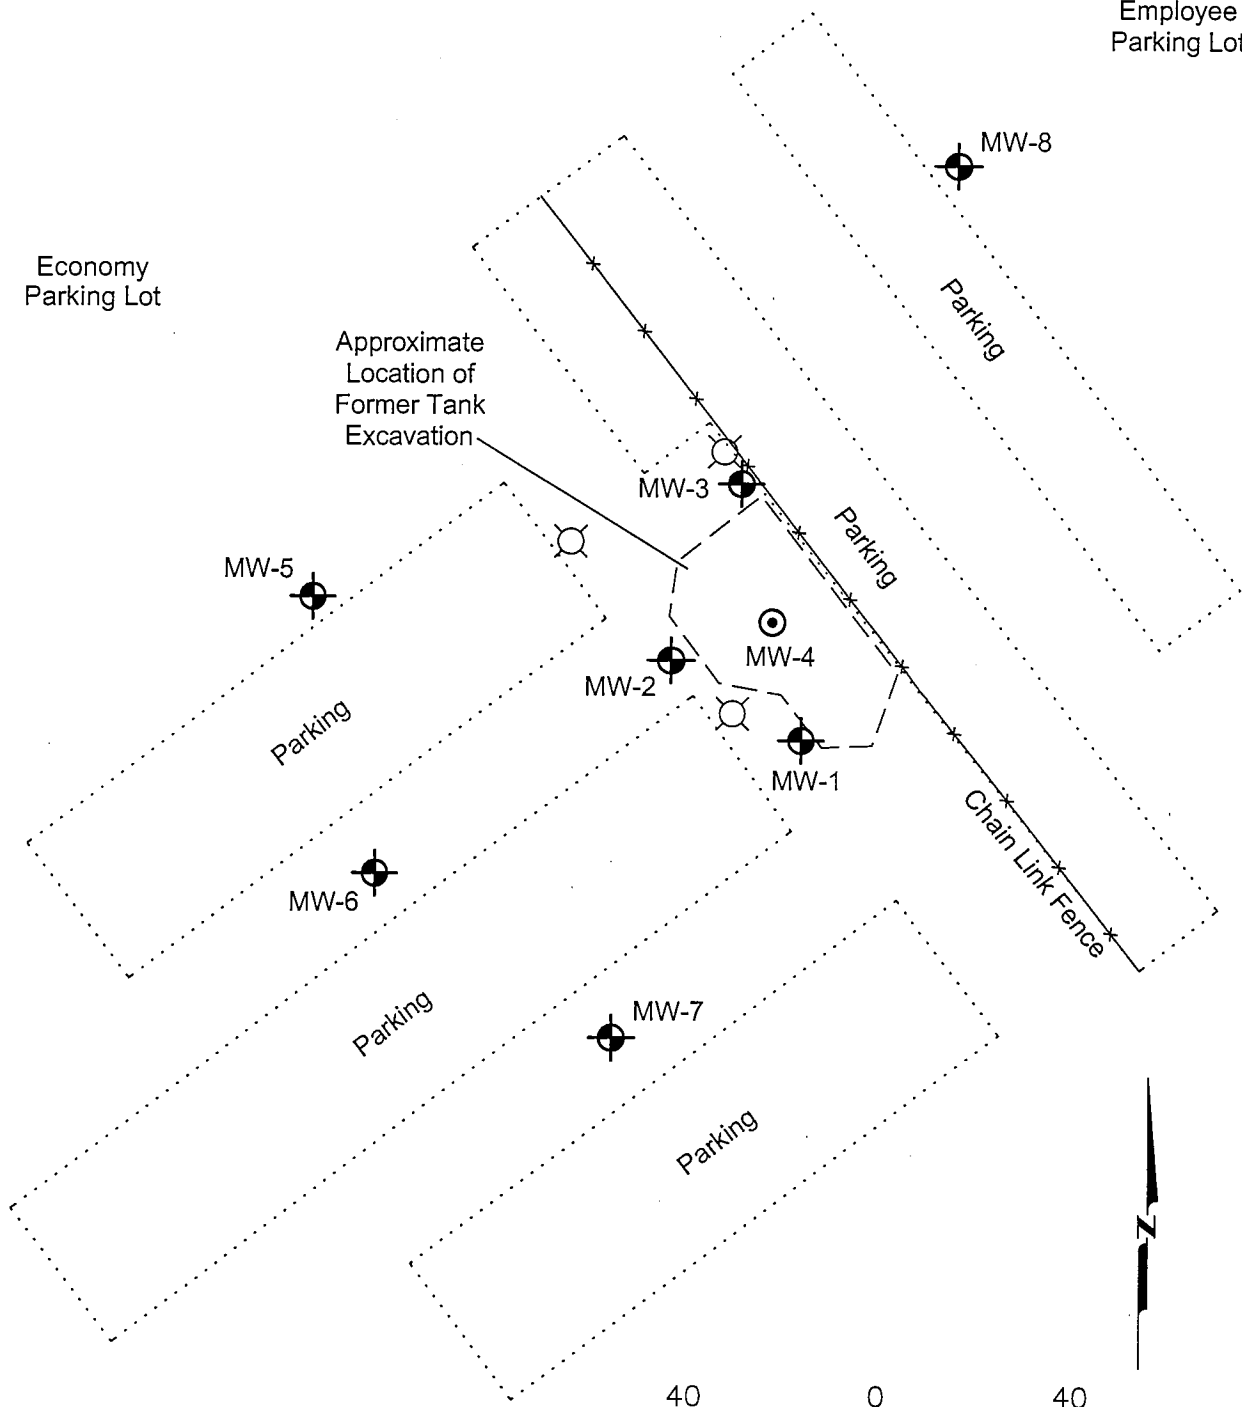 Employee
Parking Lot
MW-8
Economy
Parking Lot
Parking
Approximate
Location of
Former Tank
Excavation
MW-3
Parking
MW-5
MW-4
MW-2
Parking
MW-1
Chain Link Fence
MW-6
MW-7
Parking
Parking
N
40 0 40